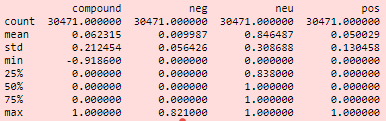 compound neg neu pos
count 30471.000000 30471.000000 30471.000000 30471.000000
mean 0.062315 0.009987 0.846487 0.050029
std 0.212454 0.056426 0.308688 0.130458
min -0.918600 0.000000 0.000000 0.000000
25% 0.000000 0.000000 0.838000 0.000000
50% 0.000000 0.000000 1.000000 0.000000
75% 0.000000 0.000000 1.000000 0.000000
max 1.000000 0.821000 1.000000 1.000000